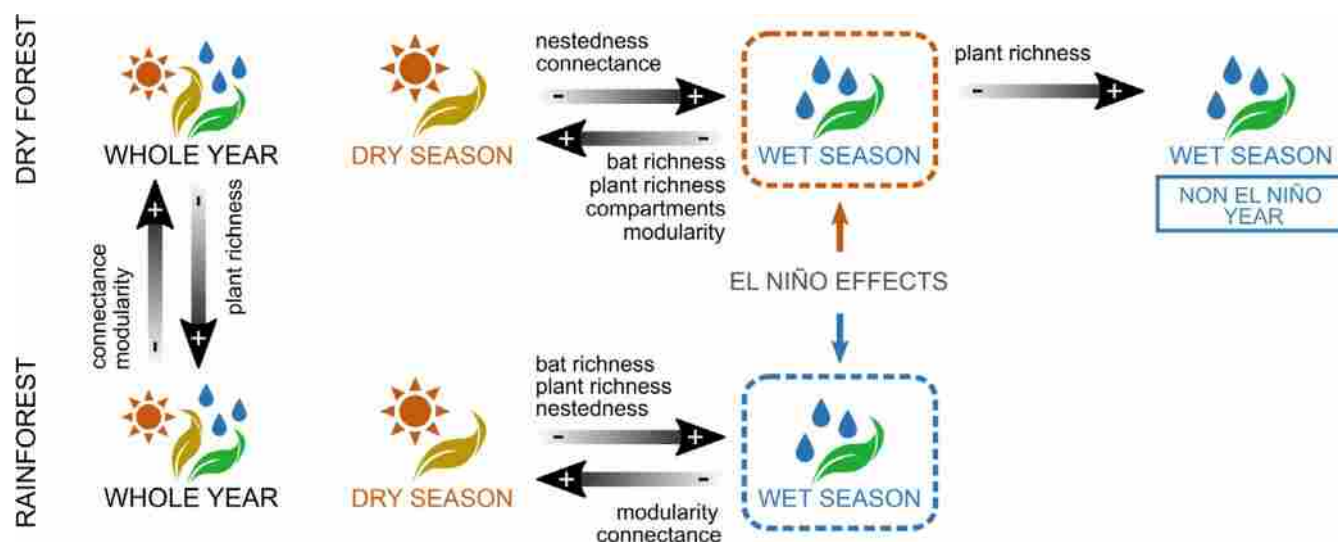 DRY FOREST
WHOLE YEAR
DRY SEASON
nestedness
connectance
- +
+ -
bat richness
plant richness
compartments
modularity
WET SEASON
plant richness
- +
WET SEASON
NON EL NIÑO
YEAR
connectance
modularity
+
-
-
+
plant richness
EL NIÑO EFFECTS
RAINFOREST
WHOLE YEAR
DRY SEASON
bat richness
plant richness
nestedness
- +
+ -
modularity
connectance
WET SEASON